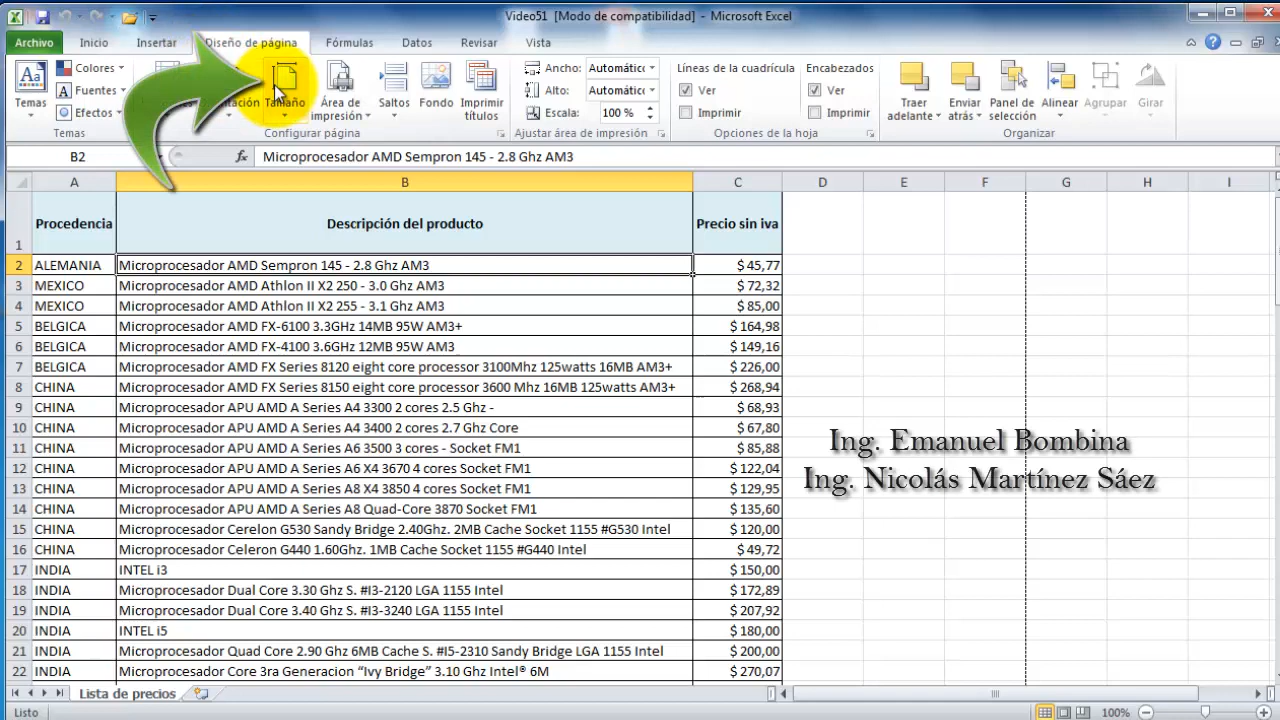 Video51 [Modo de compatibilidad] - Microsoft Excel
Archivo Inicio Insertar Diseño de página Fórmulas Datos Revisar Vista
Temas
Colores
Fuentes
Efectos
Temas
Tamaño
Área de impresión
Saltos
Fondo
Imprimir títulos
Configurar página
Ancho: Automátic
Alto: Automátic
Escala: 100 %
Ajustar área de impresión
Líneas de la cuadrícula
Ver
Imprimir
Encabezados
Ver
Imprimir
Opciones de la hoja
Traer adelante
Enviar atrás
Panel de selección
Alinear
Agrupar
Girar
Organizar
B2 fx Microprocesador AMD Sempron 145 - 2.8 Ghz AM3
A B C D E F G H I
1 Procedencia Descripción del producto Precio sin iva
2 ALEMANIA Microprocesador AMD Sempron 145 - 2.8 Ghz AM3 $ 45,77
3 MEXICO Microprocesador AMD Athlon II X2 250 - 3.0 Ghz AM3 $ 72,32
4 MEXICO Microprocesador AMD Athlon II X2 255 - 3.1 Ghz AM3 $ 85,00
5 BELGICA Microprocesador AMD FX-6100 3.3GHz 14MB 95W AM3+ $ 164,98
6 BELGICA Microprocesador AMD FX-4100 3.6GHz 12MB 95W AM3 $ 149,16
7 BELGICA Microprocesador AMD FX Series 8120 eight core processor 3100Mhz 125watts 16MB AM3+ $ 226,00
8 CHINA Microprocesador AMD FX Series 8150 eight core processor 3600 Mhz 16MB 125watts AM3+ $ 268,94
9 CHINA Microprocesador APU AMD A Series A4 3300 2 cores 2.5 Ghz - $ 68,93
10 CHINA Microprocesador APU AMD A Series A4 3400 2 cores 2.7 Ghz Core $ 67,80
11 CHINA Microprocesador APU AMD A Series A6 3500 3 cores - Socket FM1 $ 85,88
12 CHINA Microprocesador APU AMD A Series A6 X4 3670 4 cores Socket FM1 $ 122,04
13 CHINA Microprocesador APU AMD A Series A8 X4 3850 4 cores Socket FM1 $ 129,95
14 CHINA Microprocesador APU AMD A Series A8 Quad-Core 3870 Socket FM1 $ 135,60
15 CHINA Microprocesador Cerelon G530 Sandy Bridge 2.40Ghz. 2MB Cache Socket 1155 #G530 Intel $ 120,00
16 CHINA Microprocesador Celeron G440 1.60Ghz. 1MB Cache Socket 1155 #G440 Intel $ 49,72
17 INDIA INTEL i3 $ 150,00
18 INDIA Microprocesador Dual Core 3.30 Ghz S. #I3-2120 LGA 1155 Intel $ 172,89
19 INDIA Microprocesador Dual Core 3.40 Ghz S. #I3-3240 LGA 1155 Intel $ 207,92
20 INDIA INTEL i5 $ 180,00
21 INDIA Microprocesador Quad Core 2.90 Ghz 6MB Cache S. #I5-2310 Sandy Bridge LGA 1155 Intel $ 200,00
22 INDIA Microprocesador Core 3ra Generacion “Ivy Bridge” 3.10 Ghz Intel® 6M $ 270,07
Ing. Emanuel Bombina
Ing. Nicolás Martínez Sáez
Lista de precios
Listo 100%